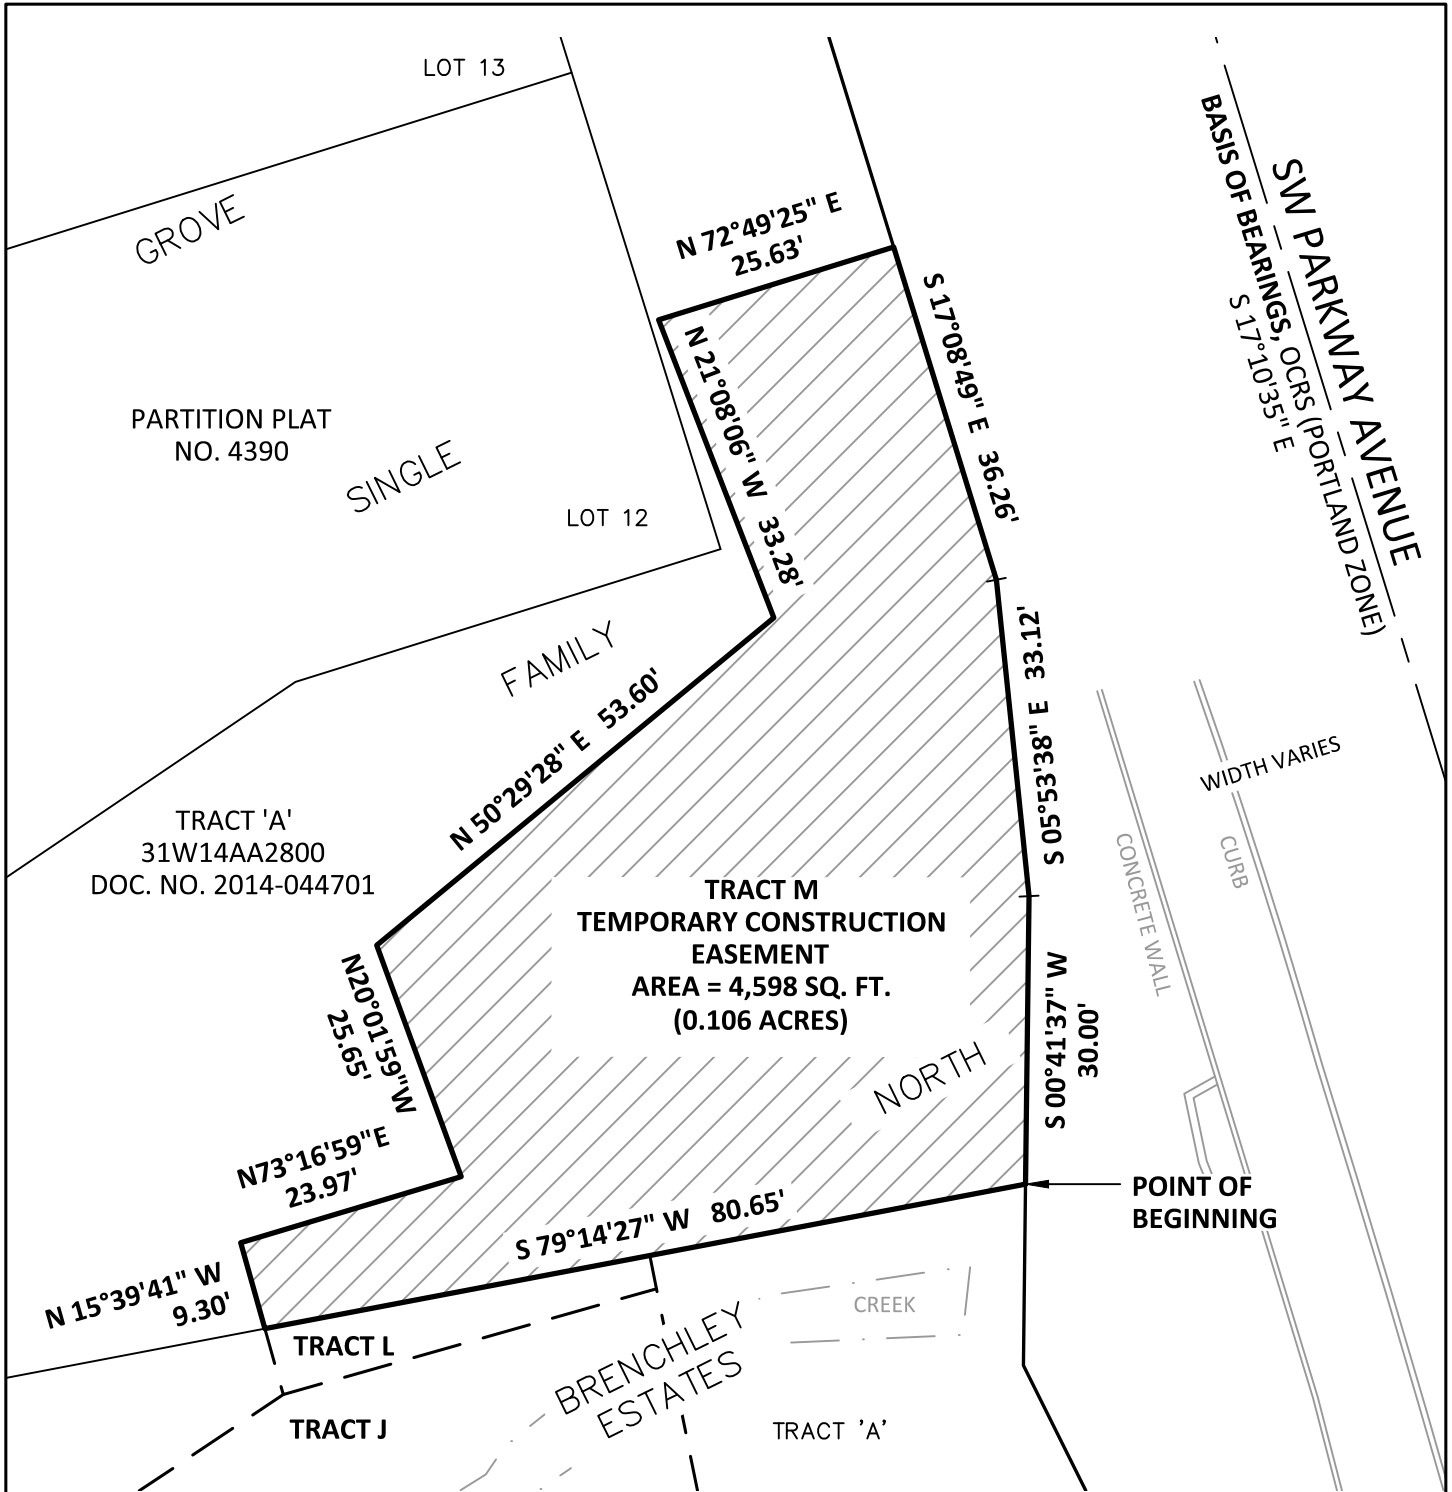 LOT 13
GROVE
N 72°49'25" E
25.63'
BASIS OF BEARINGS, OCRS (PORTLAND ZONE)
S 17°10'35" E
SW PARKWAY AVENUE
S 17°08'49" E 36.26'
N 21°08'06" W 33.28'
PARTITION PLAT
NO. 4390
SINGLE
LOT 12
FAMILY
S 05°53'38" E 33.12'
N 50°29'28" E 53.60'
WIDTH VARIES
TRACT 'A'
31W14AA2800
DOC. NO. 2014-044701
CONCRETE WALL
CURB
TRACT M
TEMPORARY CONSTRUCTION
EASEMENT
AREA = 4,598 SQ. FT.
(0.106 ACRES)
N20°01'59"W
25.65'
S 00°41'37" W
30.00'
NORTH
N73°16'59"E
23.97'
S 79°14'27" W 80.65'
POINT OF
BEGINNING
N 15°39'41" W
9.30'
CREEK
TRACT L
BRENCHLEY
ESTATES
TRACT J
TRACT 'A'